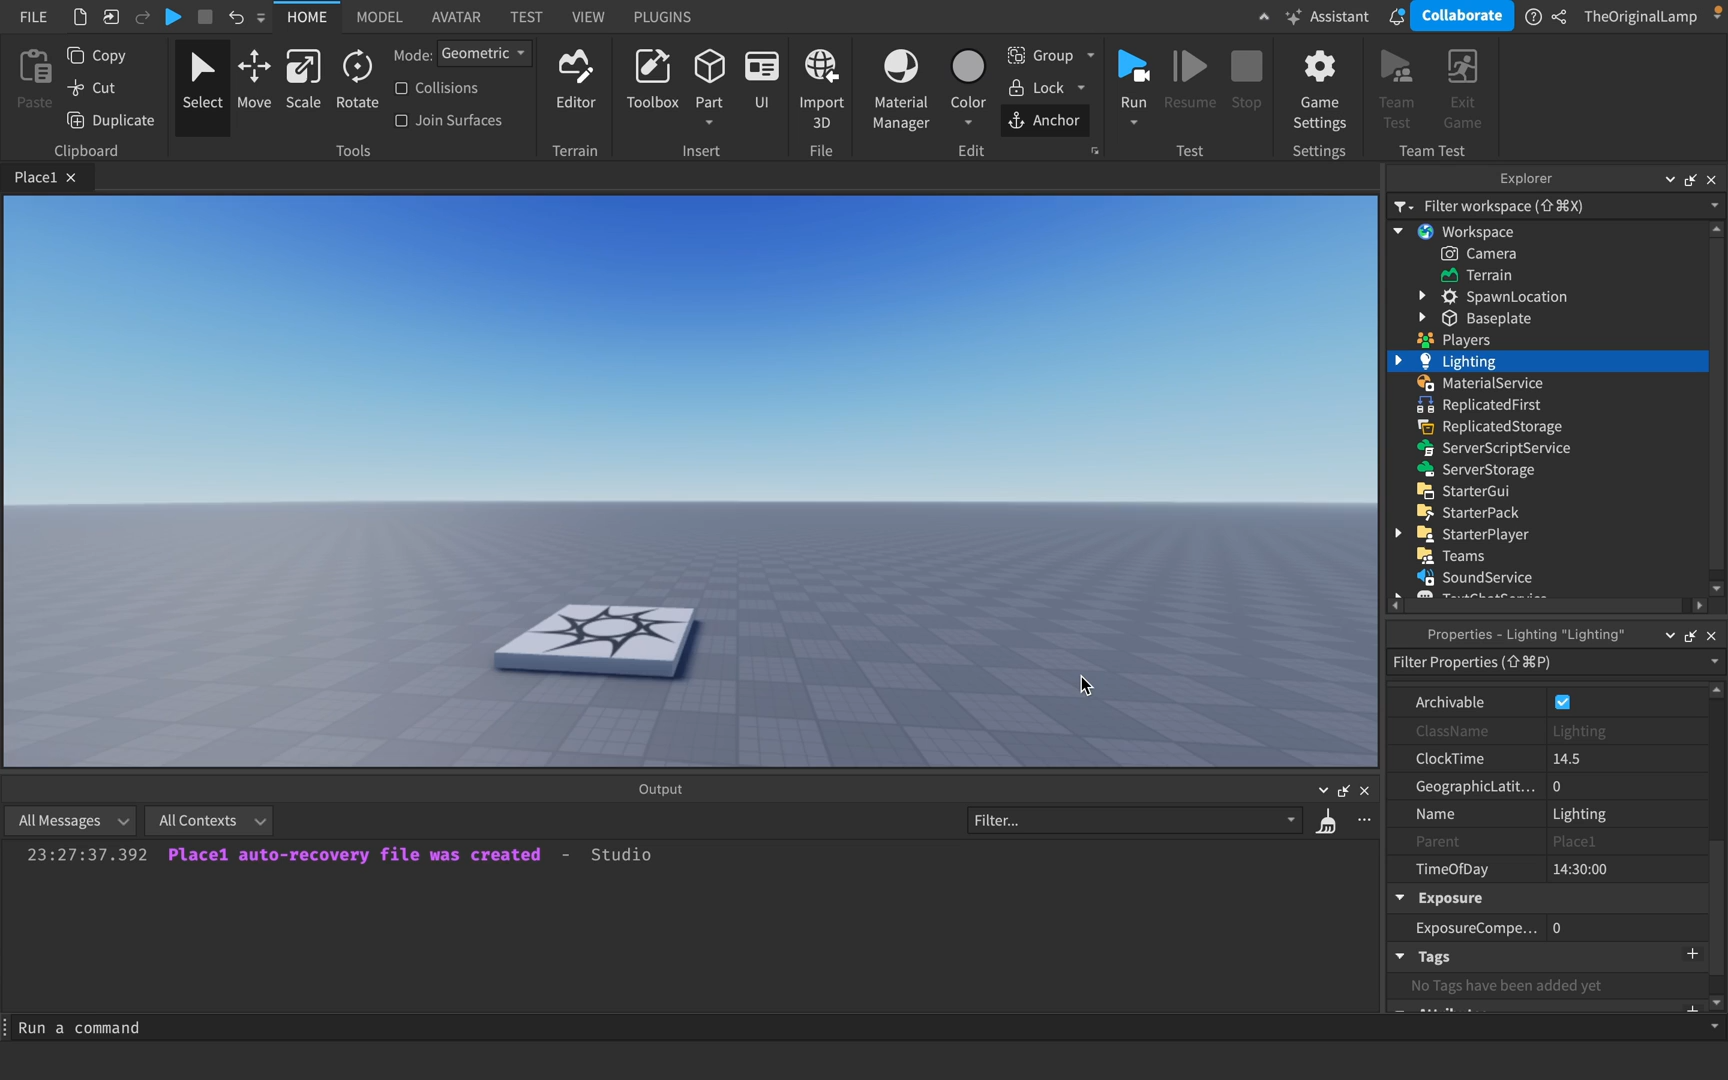 FILE
HOME
MODEL
AVATAR
TEST
VIEW
PLUGINS
Assistant
Collaborate
TheOriginalLamp
Paste
Copy
Cut
Duplicate
Clipboard
Select
Move
Scale
Rotate
Mode: Geometric
Collisions
Join Surfaces
Tools
Editor
Terrain
Toolbox
Part
UI
Insert
Import
3D
File
Material
Manager
Color
Group
Lock
Anchor
Edit
Run
Resume
Stop
Test
Game
Settings
Settings
Team
Test
Exit
Game
Team Test
Place1
Explorer
Filter workspace (⇧⌘X)
Workspace
Camera
Terrain
SpawnLocation
Baseplate
Players
Lighting
MaterialService
ReplicatedFirst
ReplicatedStorage
ServerScriptService
ServerStorage
StarterGui
StarterPack
StarterPlayer
Teams
SoundService
TextChatService
Properties - Lighting "Lighting"
Filter Properties (⇧⌘P)
Archivable
ClassName Lighting
ClockTime 14.5
GeographicLatit... 0
Name Lighting
Parent Place1
TimeOfDay 14:30:00
Exposure
ExposureCompe... 0
Tags
No Tags have been added yet
Output
All Messages
All Contexts
Filter...
23:27:37.392 Place1 auto-recovery file was created - Studio
Run a command